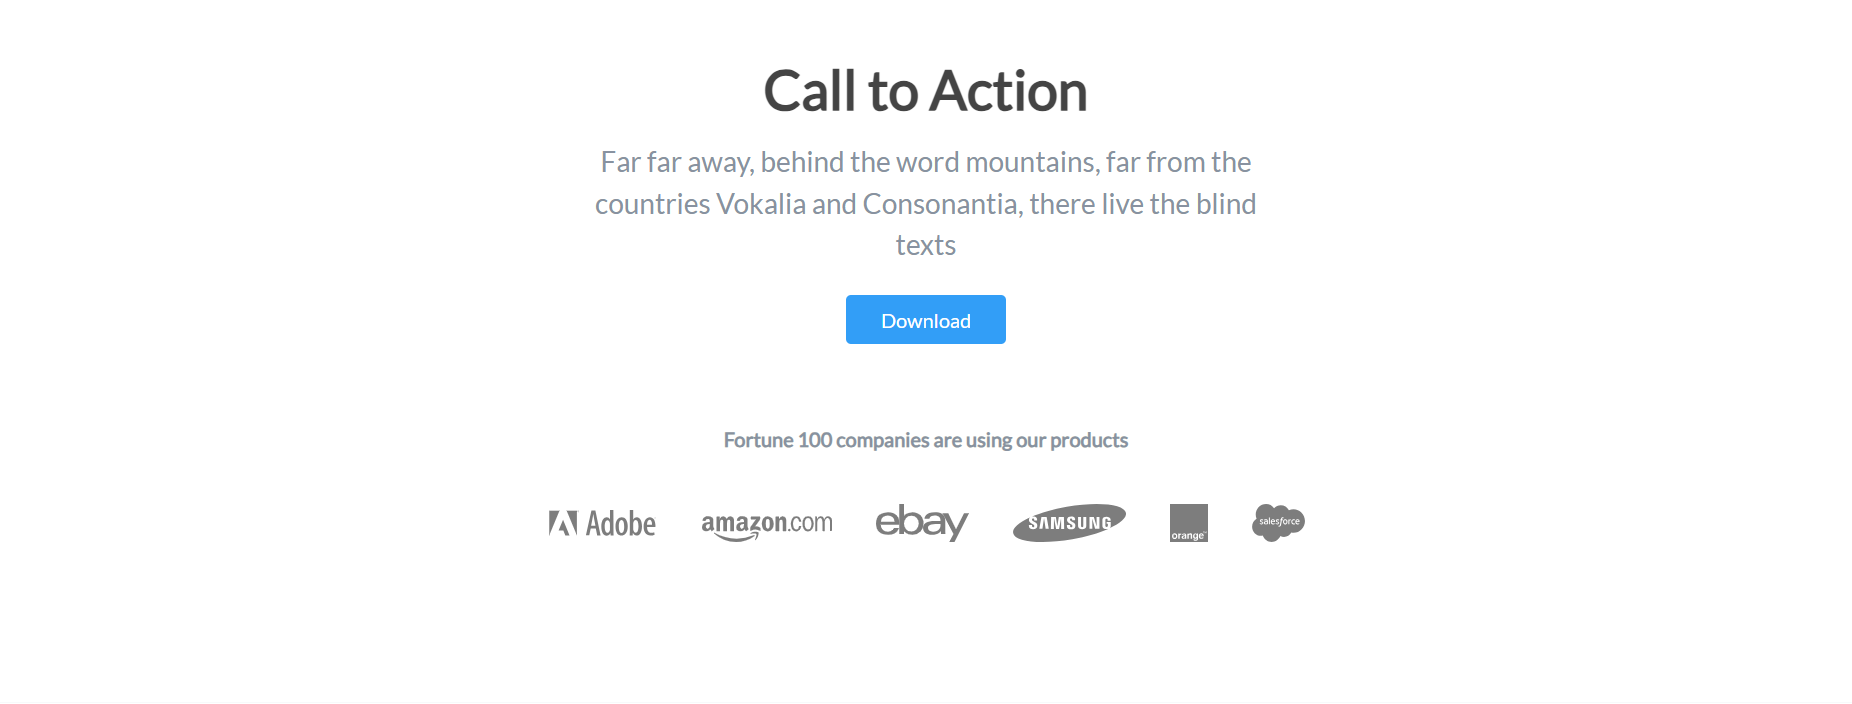 Call to Action
Far far away, behind the word mountains, far from the
countries Vokalia and Consonantia, there live the blind
texts
Download
Fortune 100 companies are using our products
Adobe amazon.com ebay SAMSUNG orange™ salesforce